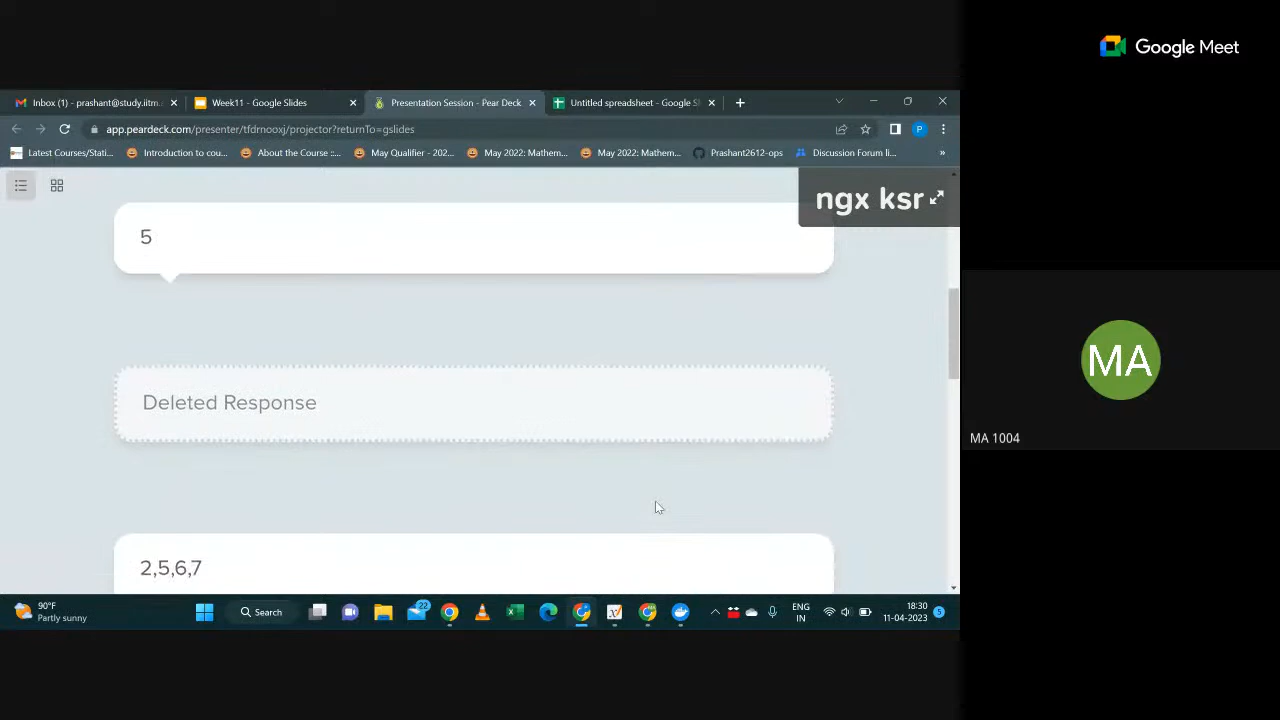 Google Meet
Inbox (1) - prashant@study.iitm.
Week11 - Google Slides
Presentation Session - Pear Deck
Untitled spreadsheet - Google S
app.peardeck.com/presenter/tfdrnooxj/projector?returnTo=gslides
P
Latest Courses/Stati...
Introduction to cou...
About the Course ::...
May Qualifier - 202...
May 2022: Mathem...
May 2022: Mathem...
Prashant2612-ops
Discussion Forum li...
»
ngx ksr
5
Deleted Response
2,5,6,7
MA
MA 1004
90°F
Partly sunny
Search
22
ENG
IN
18:30
11-04-2023
5